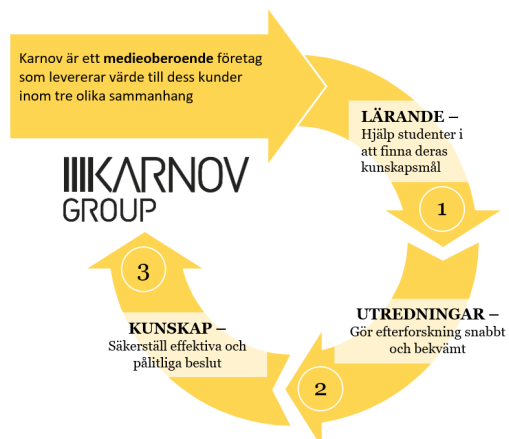 Karnov är ett medieoberoende företag
som levererar värde till dess kunder
inom tre olika sammanhang
LÄRANDE –
Hjälp studenter i
att finna deras
kunskapsmål
1
KARNOV
GROUP
UTREDNINGAR –
Gör efterforskning snabbt
och bekvämt
2
3
KUNSKAP –
Säkerställ effektiva och
pålitliga beslut